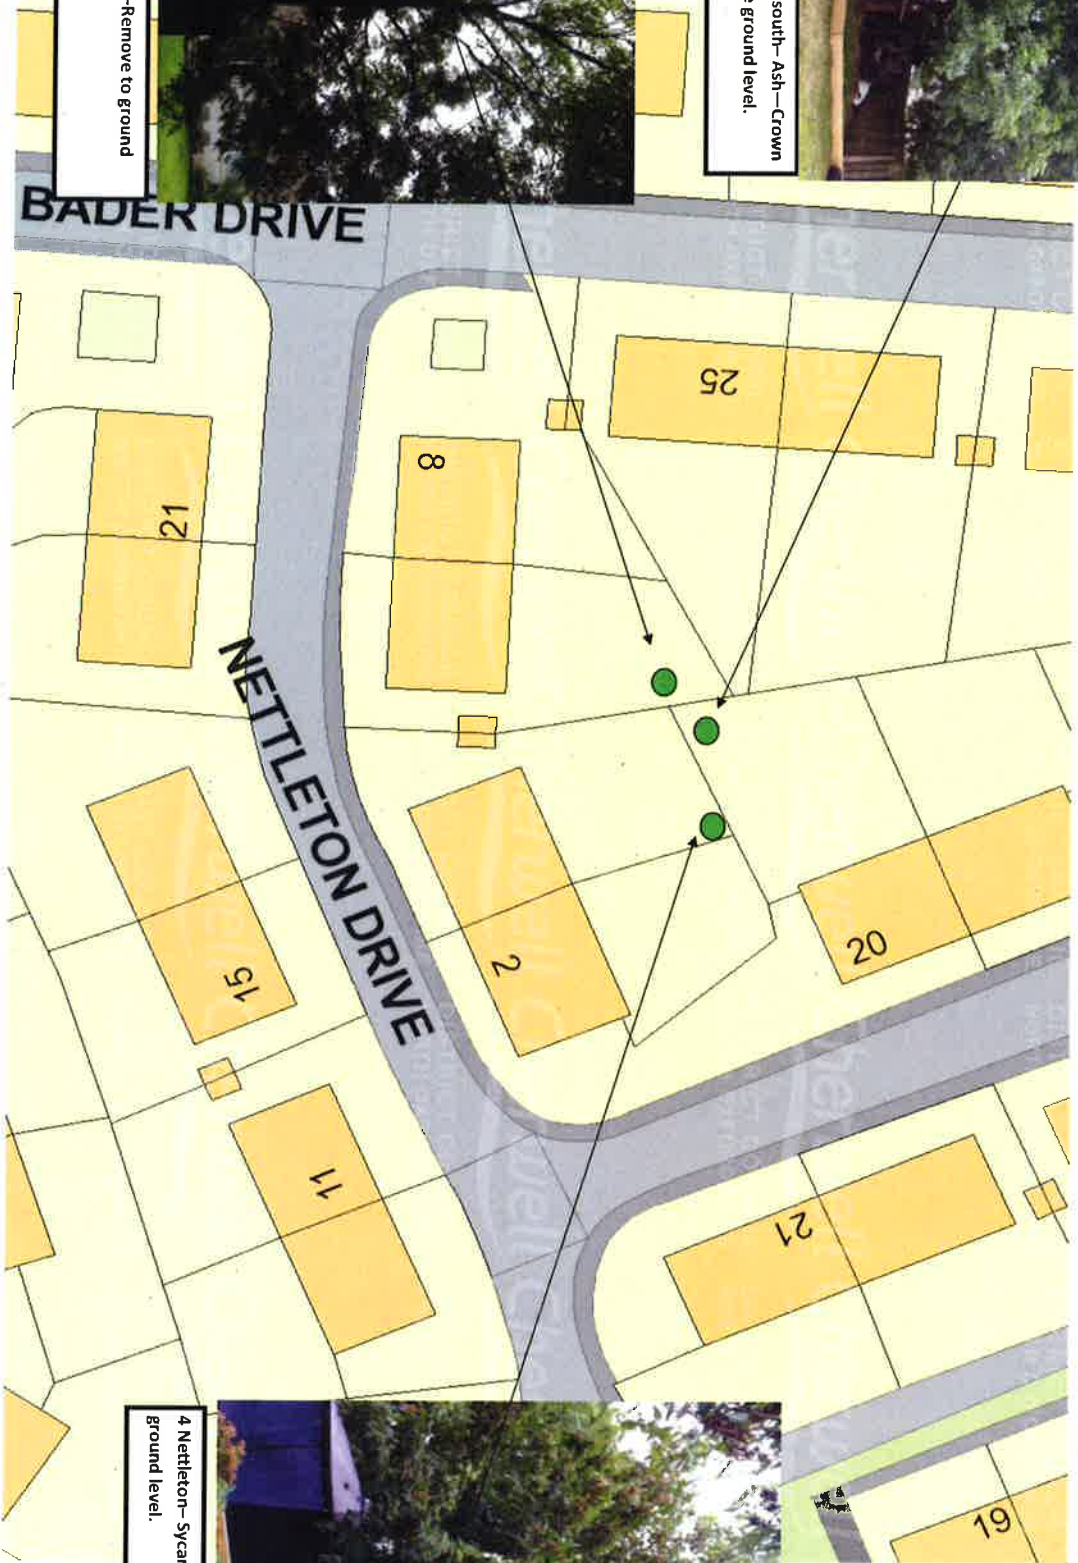 south– Ash—Crown
e ground level.
-Remove to ground
BADER DRIVE
25
8
21
NETTLETON DRIVE
2
20
15
11
21
19
4 Nettleton– Sycar
ground level.